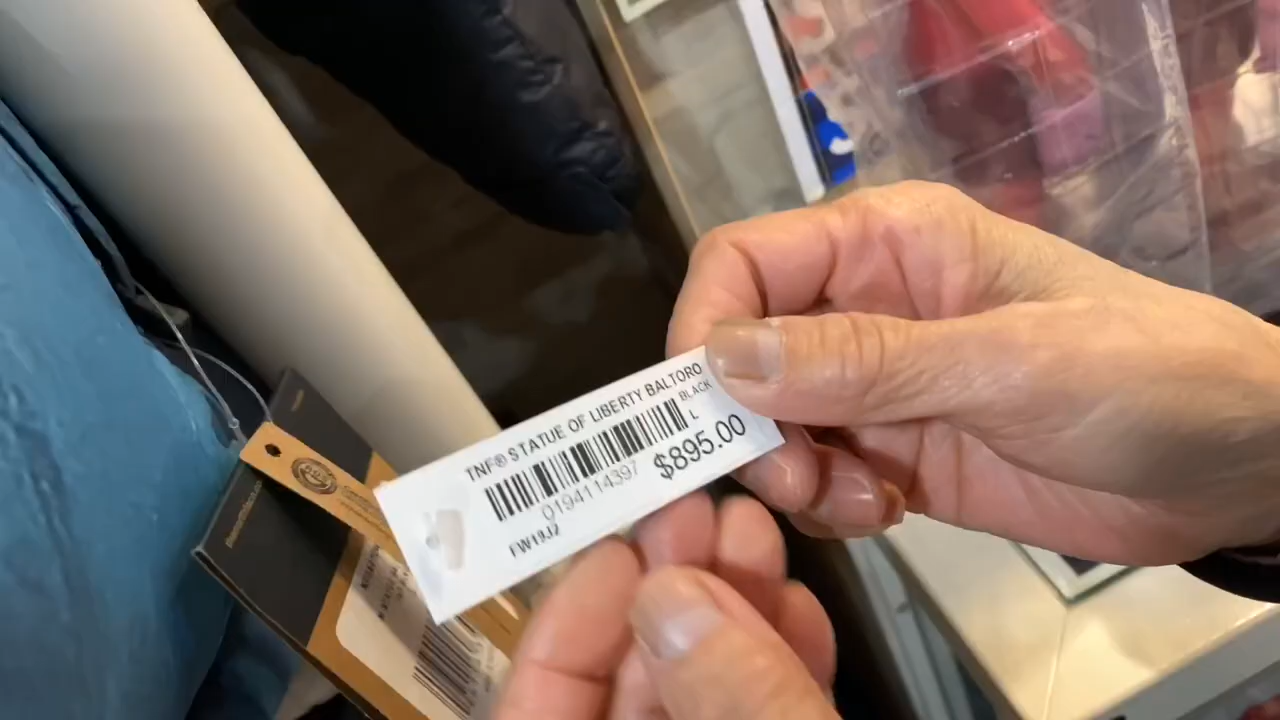 TNF® STATUE OF LIBERTY BALTORO
BLACK
L
0194114397
$895.00
FW19J2